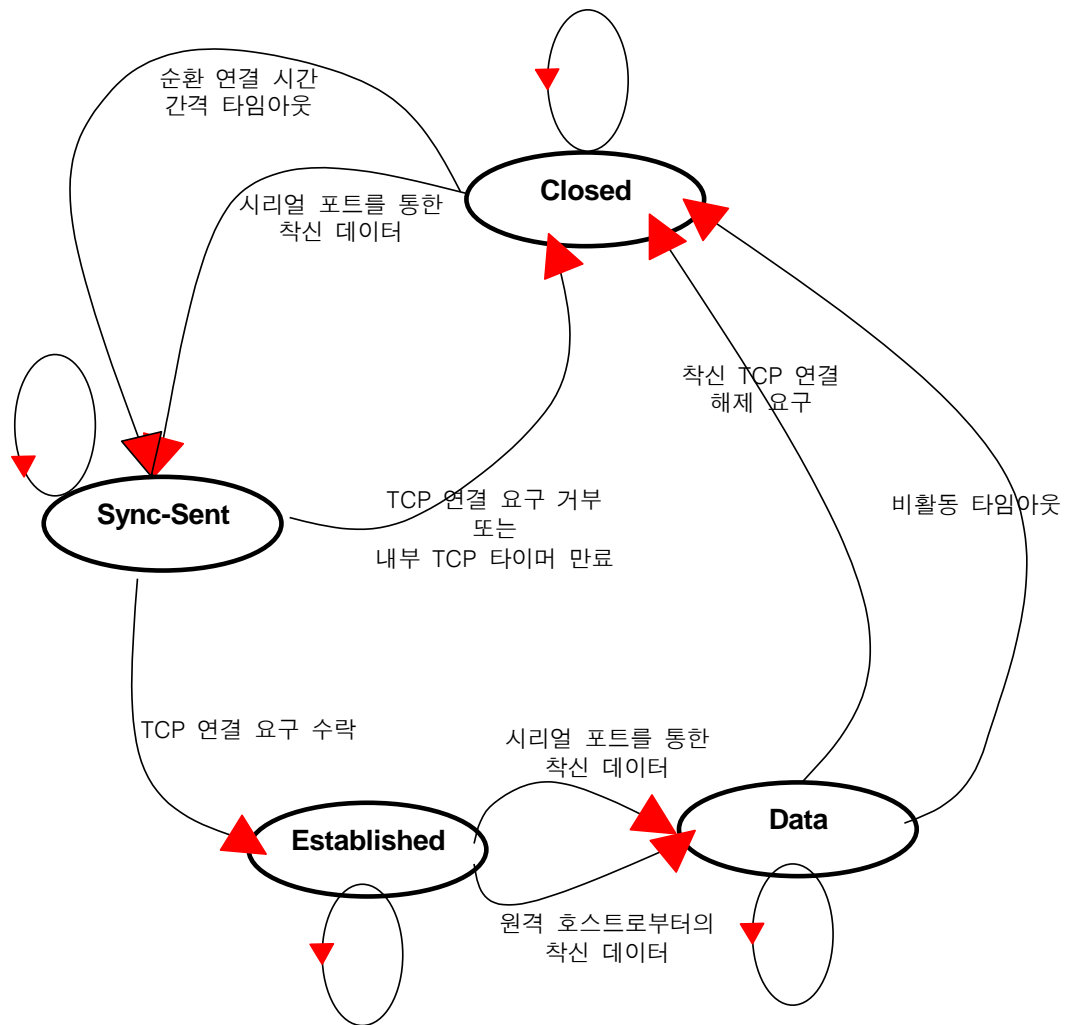 순환 연결 시간
간격 타임아웃
Closed
시리얼 포트를 통한
착신 데이터
착신 TCP 연결
해제 요구
Sync-Sent
TCP 연결 요구 거부
또는
내부 TCP 타이머 만료
비활동 타임아웃
TCP 연결 요구 수락
시리얼 포트를 통한
착신 데이터
Established
Data
원격 호스트로부터의
착신 데이터